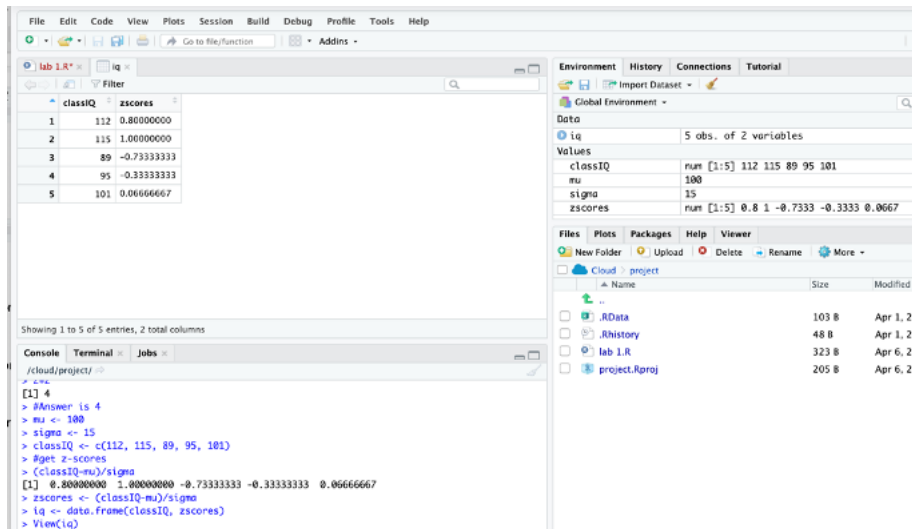 File Edit Code View Plots Session Build Debug Profile Tools Help
Go to file/function Addins
lab 1.R* iq
Filter
classIQ zscores
1 112 0.80000000
2 115 1.00000000
3 89 -0.73333333
4 95 -0.33333333
5 101 0.06666667
Showing 1 to 5 of 5 entries, 2 total columns
Console Terminal Jobs
/cloud/project/
[1] 4
> #Answer is 4
> mu <- 100
> sigma <- 15
> classIQ <- c(112, 115, 89, 95, 101)
> #get z-scores
> (classIQ-mu)/sigma
[1] 0.80000000 1.00000000 -0.73333333 -0.33333333 0.06666667
> zscores <- (classIQ-mu)/sigma
> iq <- data.frame(classIQ, zscores)
> View(iq)
Environment History Connections Tutorial
Import Dataset
Global Environment
Data
iq 5 obs. of 2 variables
Values
classIQ num [1:5] 112 115 89 95 101
mu 100
sigma 15
zscores num [1:5] 0.8 1 -0.7333 -0.3333 0.0667
Files Plots Packages Help Viewer
New Folder Upload Delete Rename More
Cloud > project
Name Size Modified
..
.RData 103 B Apr 1, 2
.Rhistory 48 B Apr 1, 2
lab 1.R 323 B Apr 6, 2
project.Rproj 205 B Apr 6, 2